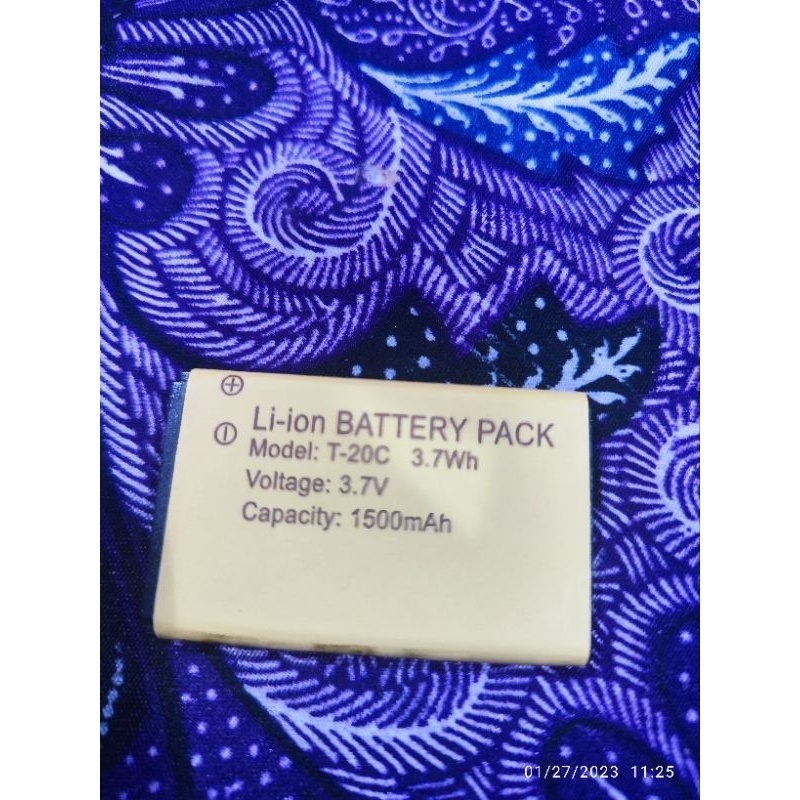 Li-ion BATTERY PACK
Model: T-20C 3.7Wh
Voltage: 3.7V
Capacity: 1500mAh
01/27/2023 11:25